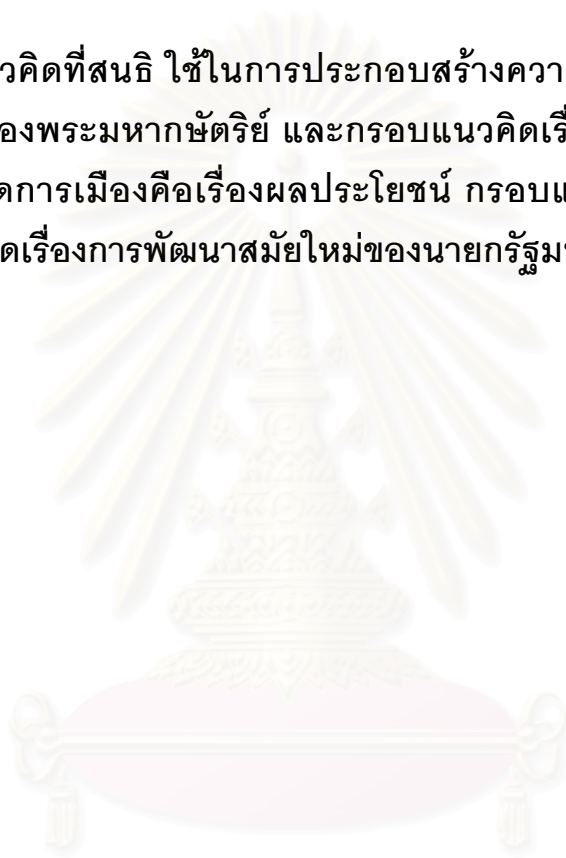 วคิดที่สนธิ ใช้ในการประกอบสร้างควา
องพระมหากษัตริย์ และกรอบแนวคิดเรื่
ดการเมืองคือเรื่องผลประโยชน์ กรอบแ
ดเรื่องการพัฒนาสมัยใหม่ของนายกรัฐม